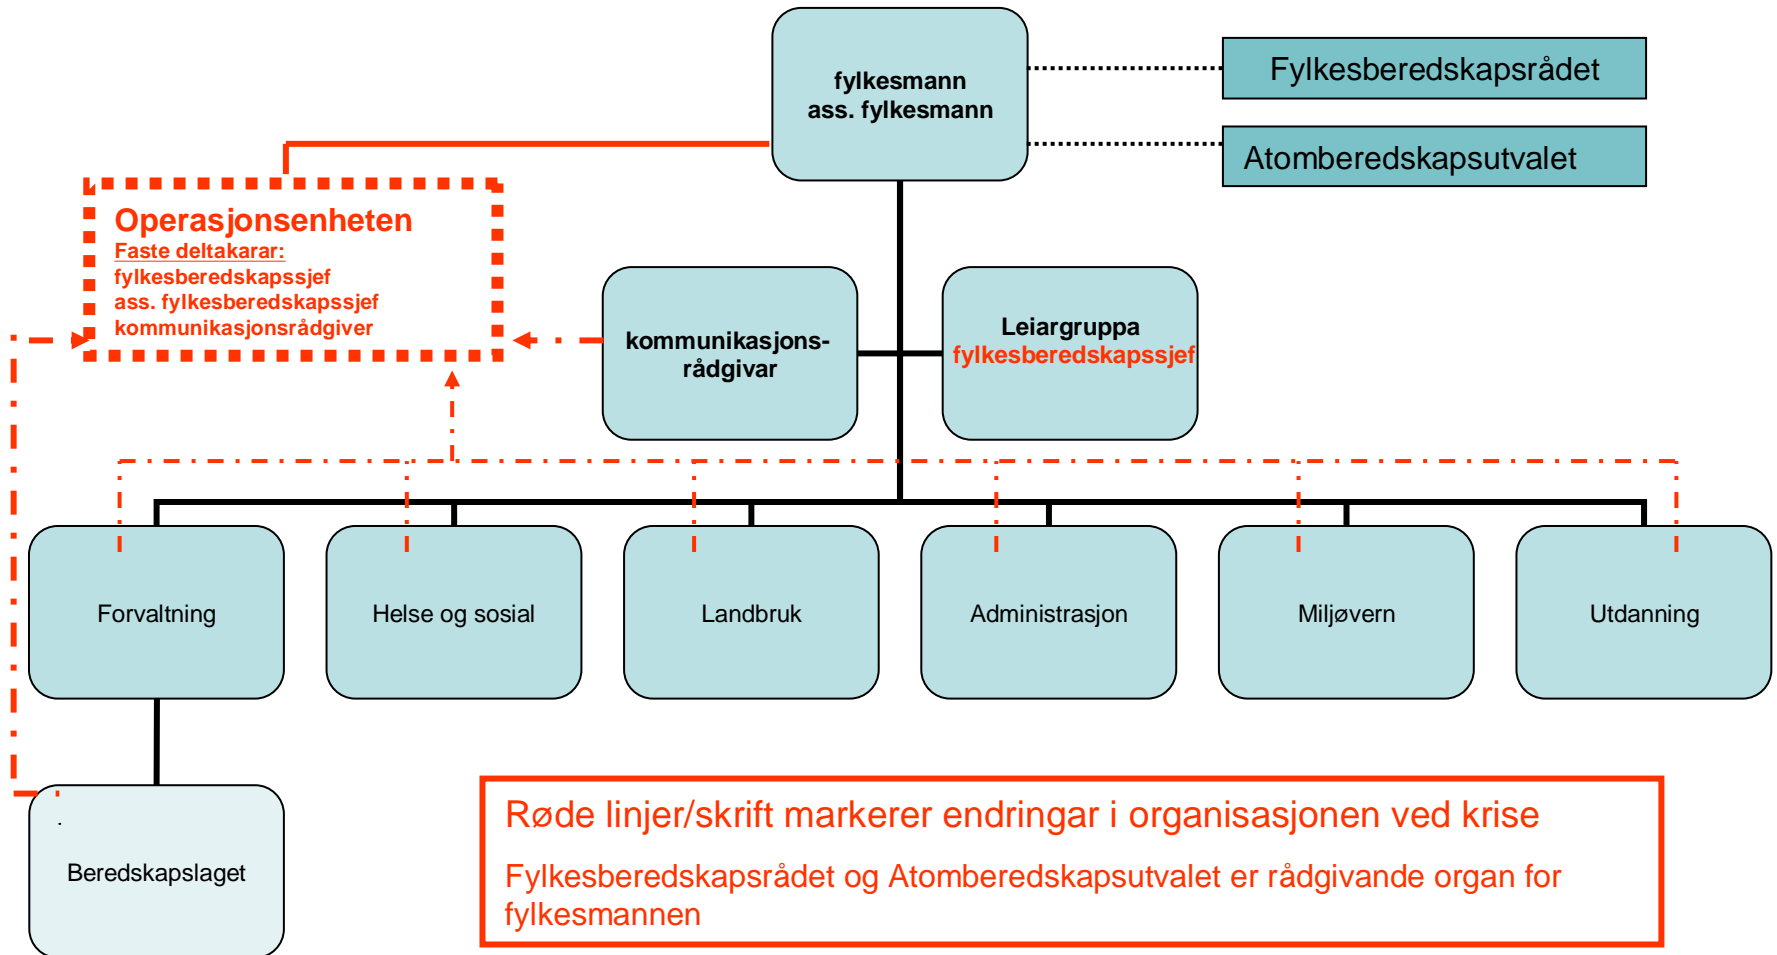 fylkesmann
ass. fylkesmann
Fylkesberedskapsrådet
Atomberedskapsutvalet
Operasjonsenheten
Faste deltakarar:
fylkesberedskapssjef
ass. fylkesberedskapssjef
kommunikasjonsrådgiver
kommunikasjons-
rådgivar
Leiargruppa
fylkesberedskapssjef
Forvaltning
Helse og sosial
Landbruk
Administrasjon
Miljøvern
Utdanning
.
Beredskapslaget
Røde linjer/skrift markerer endringar i organisasjonen ved krise
Fylkesberedskapsrådet og Atomberedskapsutvalet er rådgivande organ for
fylkesmannen